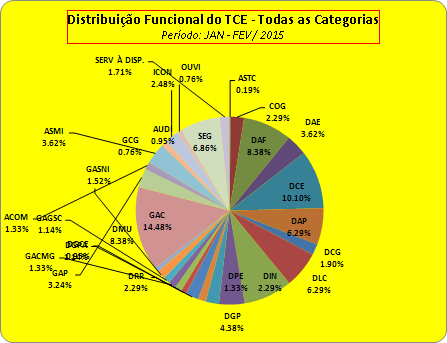 Distribuição Funcional do TCE - Todas as Categorias
Período: JAN - FEV / 2015
SERV À DISP.
1.71%
ICON
2.48%
OUVI
0.76%
ASTC
0.19%
COG
2.29%
DAE
3.62%
DAF
8.38%
DCE
10.10%
DAP
6.29%
DCG
1.90%
DLC
6.29%
DIN
2.29%
DPE
1.33%
DGP
4.38%
DRR
2.29%
DMU
8.38%
GAP
3.24%
GACMG
1.33%
0.95%
GAGSC
1.14%
ACOM
1.33%
GASNI
1.52%
GAC
14.48%
GCG
0.76%
ASMI
3.62%
AUDI
0.95%
SEG
6.86%